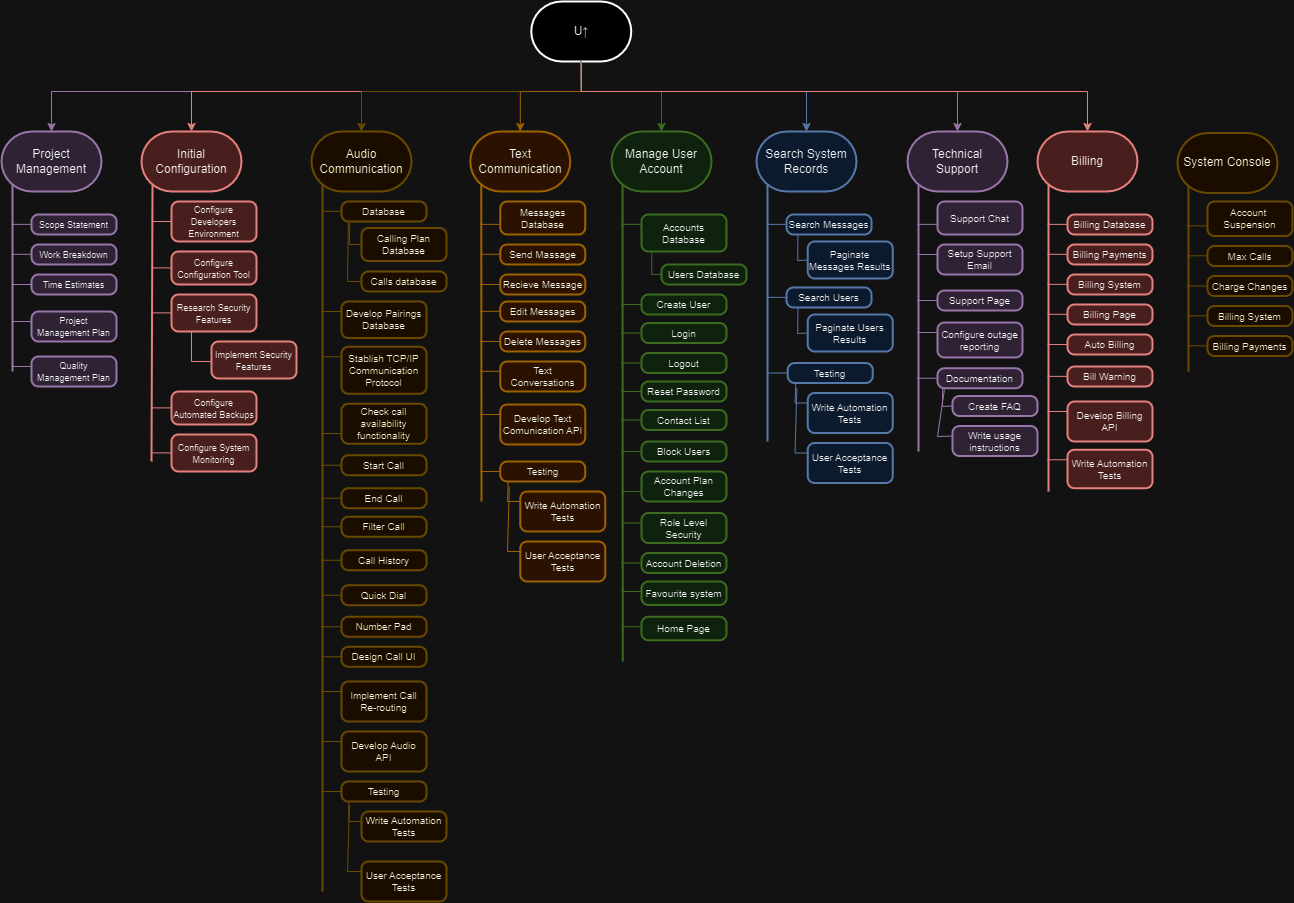 U↑
Project
Management
Scope Statement
Work Breakdown
Time Estimates
Project
Management Plan
Quality
Management Plan
Initial
Configuration
Configure
Developers
Environment
Configure
Configuration Tool
Research Security
Features
Implement Security
Features
Configure
Automated Backups
Configure System
Monitoring
Audio
Communication
Database
Calling Plan
Database
Calls database
Develop Pairings
Database
Stablish TCP/IP
Communication
Protocol
Check call
availability
functionality
Start Call
End Call
Filter Call
Call History
Quick Dial
Number Pad
Design Call UI
Implement Call
Re-routing
Develop Audio
API
Testing
Write Automation
Tests
User Acceptance
Tests
Text
Communication
Messages
Database
Send Massage
Recieve Message
Edit Messages
Delete Messages
Text
Conversations
Develop Text
Comunication API
Testing
Write Automation
Tests
User Acceptance
Tests
Manage User
Account
Accounts
Database
Users Database
Create User
Login
Logout
Reset Password
Contact List
Block Users
Account Plan
Changes
Role Level
Security
Account Deletion
Favourite system
Home Page
Search System
Records
Search Messages
Paginate
Messages Results
Search Users
Paginate Users
Results
Testing
Write Automation
Tests
User Acceptance
Tests
Technical
Support
Support Chat
Setup Support
Email
Support Page
Configure outage
reporting
Documentation
Create FAQ
Write usage
instructions
Billing
Billing Database
Billing Payments
Billing System
Billing Page
Auto Billing
Bill Warning
Develop Billing
API
Write Automation
Tests
System Console
Account
Suspension
Max Calls
Charge Changes
Billing System
Billing Payments